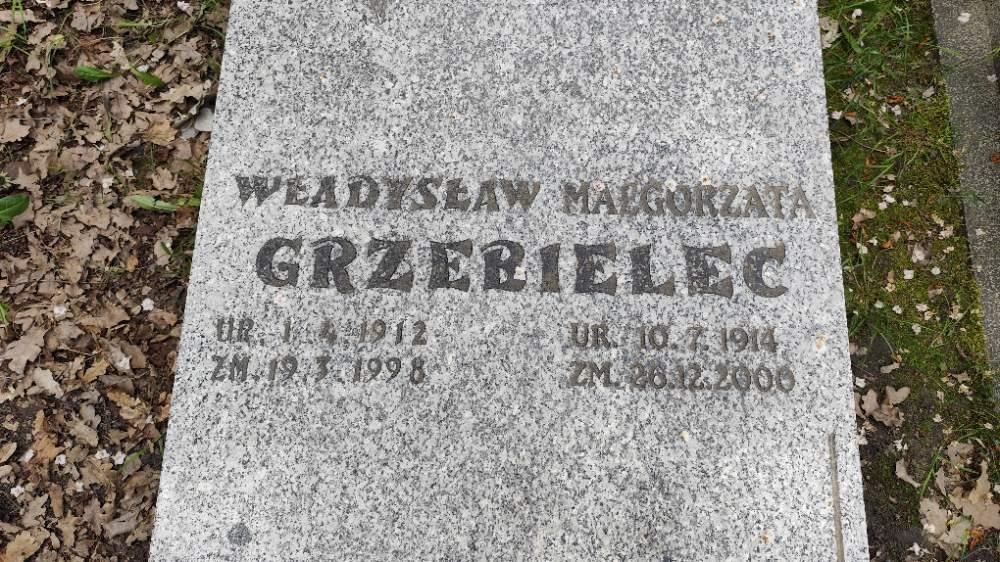 WŁADYSŁAW MAŁGORZATA
GRZEBIELEC
UR. 1.4.1912 UR. 10.7.1914
ZM. 19.3.1998 ZM. 26.12.2000